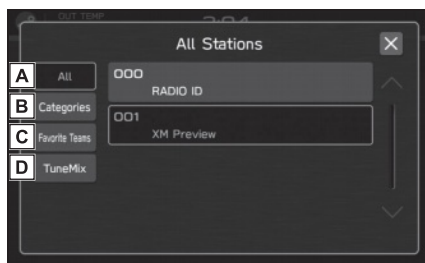 OUT TEMP
All Stations
A All
000
RADIO ID
B Categories
001
XM Preview
C Favorite Teams
D TuneMix